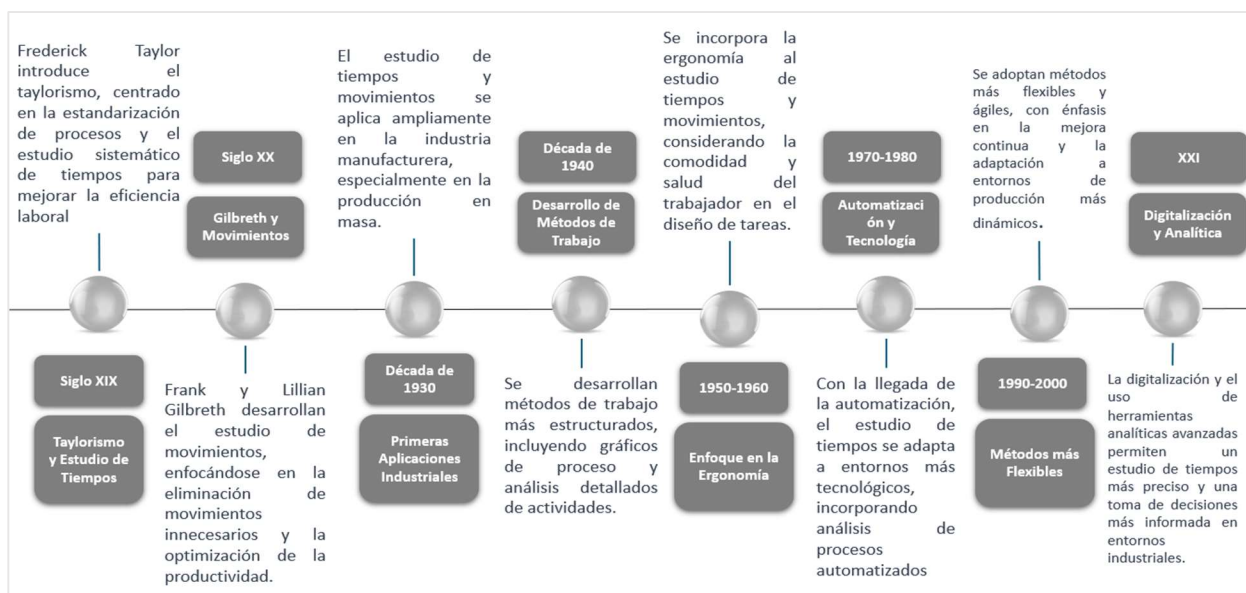 Frederick Taylor
introduce el
taylorismo, centrado
en la estandarización
de procesos y el
estudio sistemático
de tiempos para
mejorar la eficiencia
laboral
Siglo XIX
Taylorismo
y Estudio de
Tiempos
Siglo XX
Gilbreth y
Movimientos
Frank y Lillian
Gilbreth desarrollan
el estudio de
movimientos,
enfocándose en la
eliminación de
movimientos
innecesarios y la
optimización de la
productividad.
El estudio de
tiempos y
movimientos se
aplica ampliamente
en la industria
manufacturera,
especialmente en la
producción en
masa.
Década de
1930
Primeras
Aplicaciones
Industriales
Década de
1940
Desarrollo de
Métodos de
Trabajo
Se desarrollan
métodos de trabajo
más estructurados,
incluyendo gráficos
de proceso y
análisis detallados
de actividades.
Se incorpora la
ergonomía al
estudio de
tiempos y
movimientos,
considerando la
comodidad y
salud del
trabajador en el
diseño de tareas.
1950-1960
Enfoque en la
Ergonomía
1970-1980
Automatizaci
ón y
Tecnología
Con la llegada de
la automatización,
el estudio de
tiempos se adapta
a entornos más
tecnológicos,
incorporando
análisis de
procesos
automatizados
Se adoptan métodos
más flexibles y
ágiles, con énfasis
en la mejora
continua y la
adaptación a
entornos de
producción más
dinámicos.
1990-2000
Métodos más
Flexibles
XXI
Digitalización
y Analítica
La digitalización y el
uso de
herramientas
analíticas avanzadas
permiten un
estudio de tiempos
más preciso y una
toma de decisiones
más informada en
entornos
industriales.